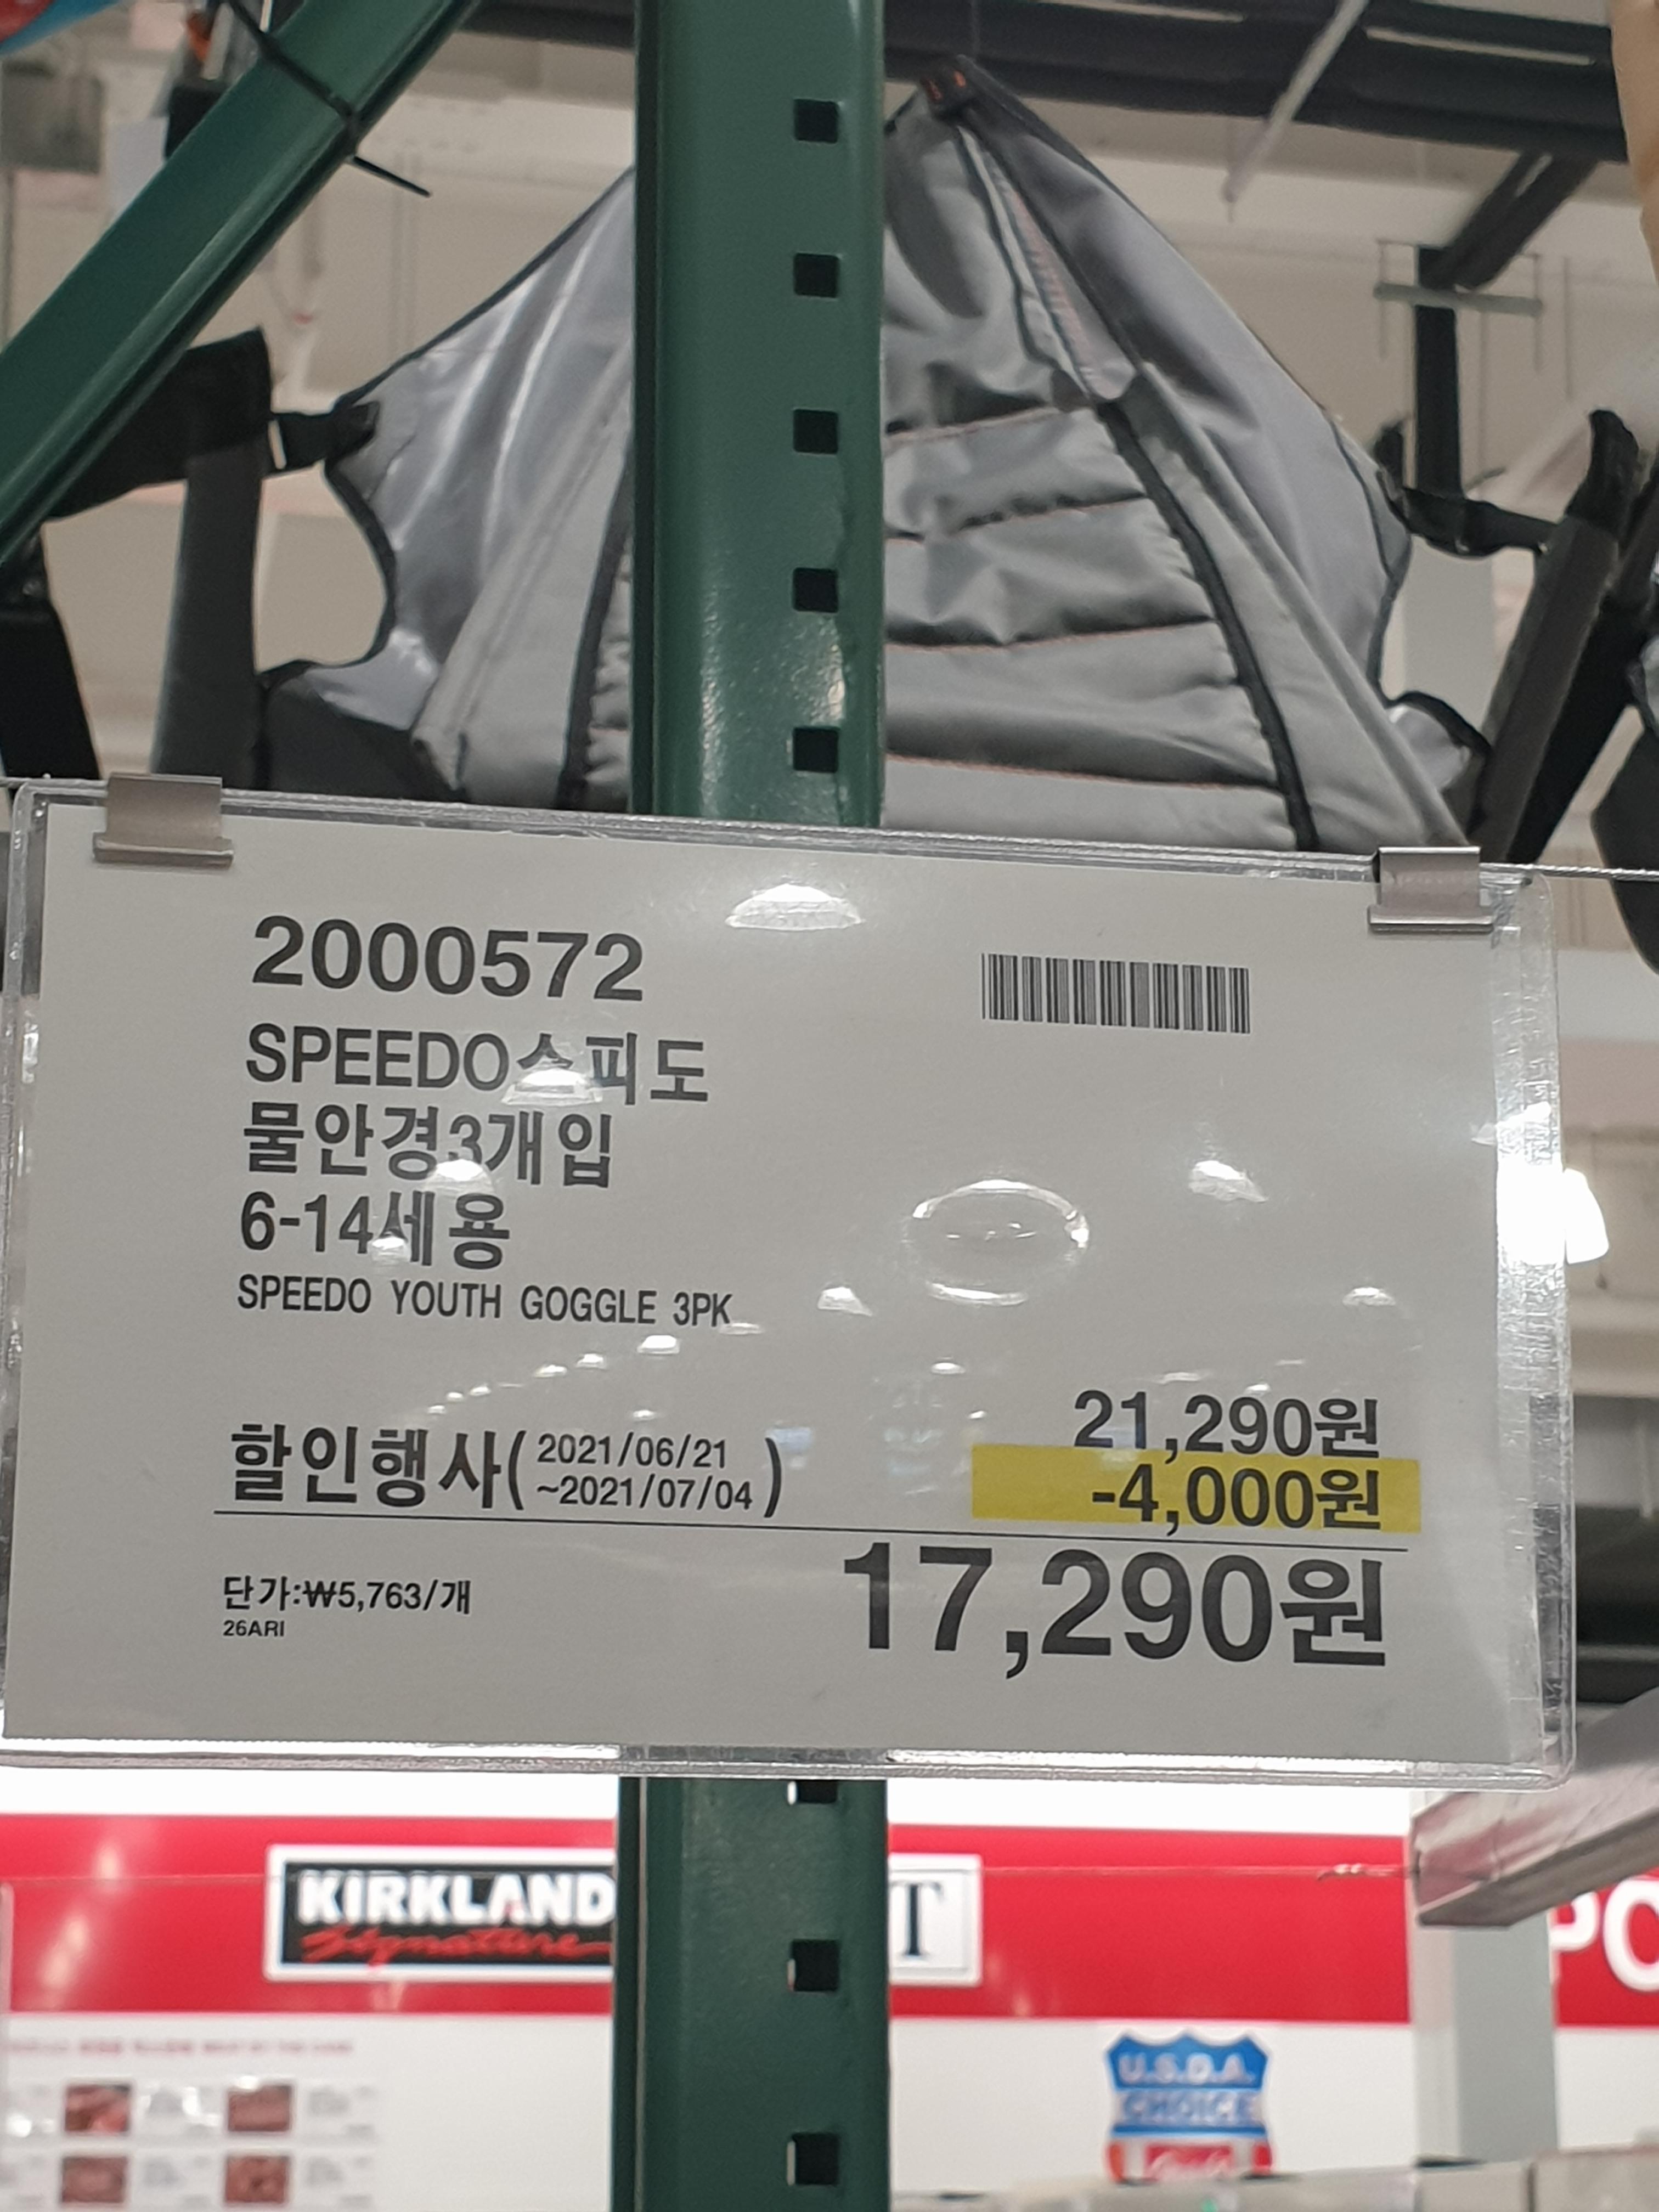 2000572
SPEEDO스피도
물안경3개입
6-14세용
SPEEDO YOUTH GOGGLE 3PK
21,290원
할인행사(2021/06/21
~2021/07/04)
-4,000원
17,290원
단가:₩5,763/개
26ARI
KIRKLAND
Signature
T
PO
U.S.D.A.
CHOICE